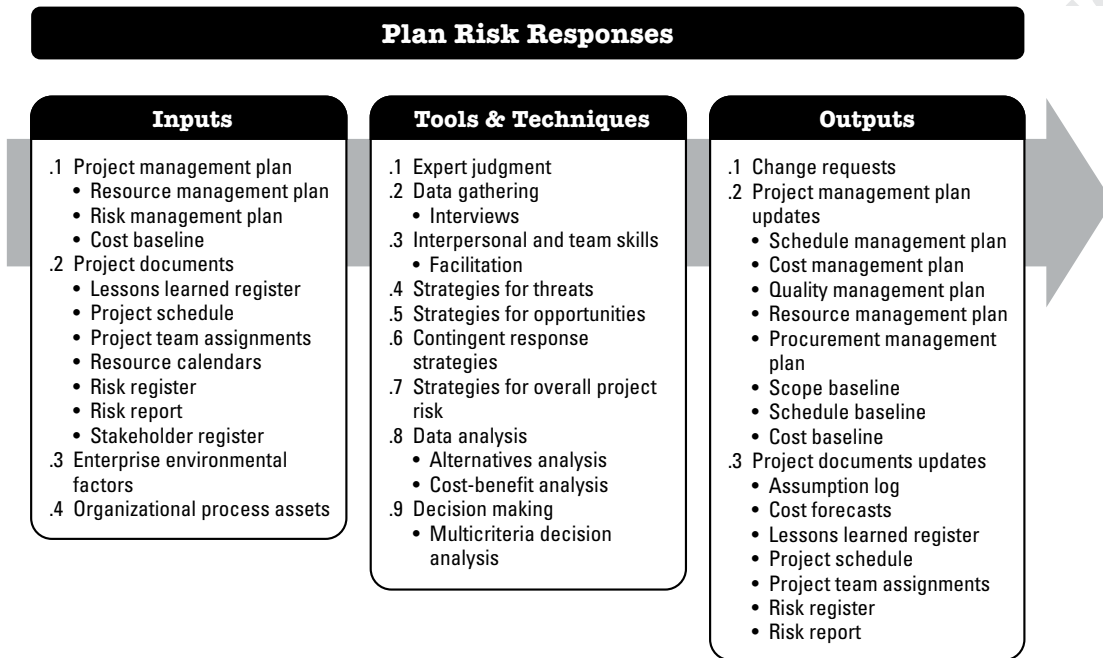 Plan Risk Responses
Inputs
.1 Project management plan
• Resource management plan
• Risk management plan
• Cost baseline
.2 Project documents
• Lessons learned register
• Project schedule
• Project team assignments
• Resource calendars
• Risk register
• Risk report
• Stakeholder register
.3 Enterprise environmental
factors
.4 Organizational process assets
Tools & Techniques
.1 Expert judgment
.2 Data gathering
• Interviews
.3 Interpersonal and team skills
• Facilitation
.4 Strategies for threats
.5 Strategies for opportunities
.6 Contingent response
strategies
.7 Strategies for overall project
risk
.8 Data analysis
• Alternatives analysis
• Cost-benefit analysis
.9 Decision making
• Multicriteria decision
analysis
Outputs
.1 Change requests
.2 Project management plan
updates
• Schedule management plan
• Cost management plan
• Quality management plan
• Resource management plan
• Procurement management
plan
• Scope baseline
• Schedule baseline
• Cost baseline
.3 Project documents updates
• Assumption log
• Cost forecasts
• Lessons learned register
• Project schedule
• Project team assignments
• Risk register
• Risk report